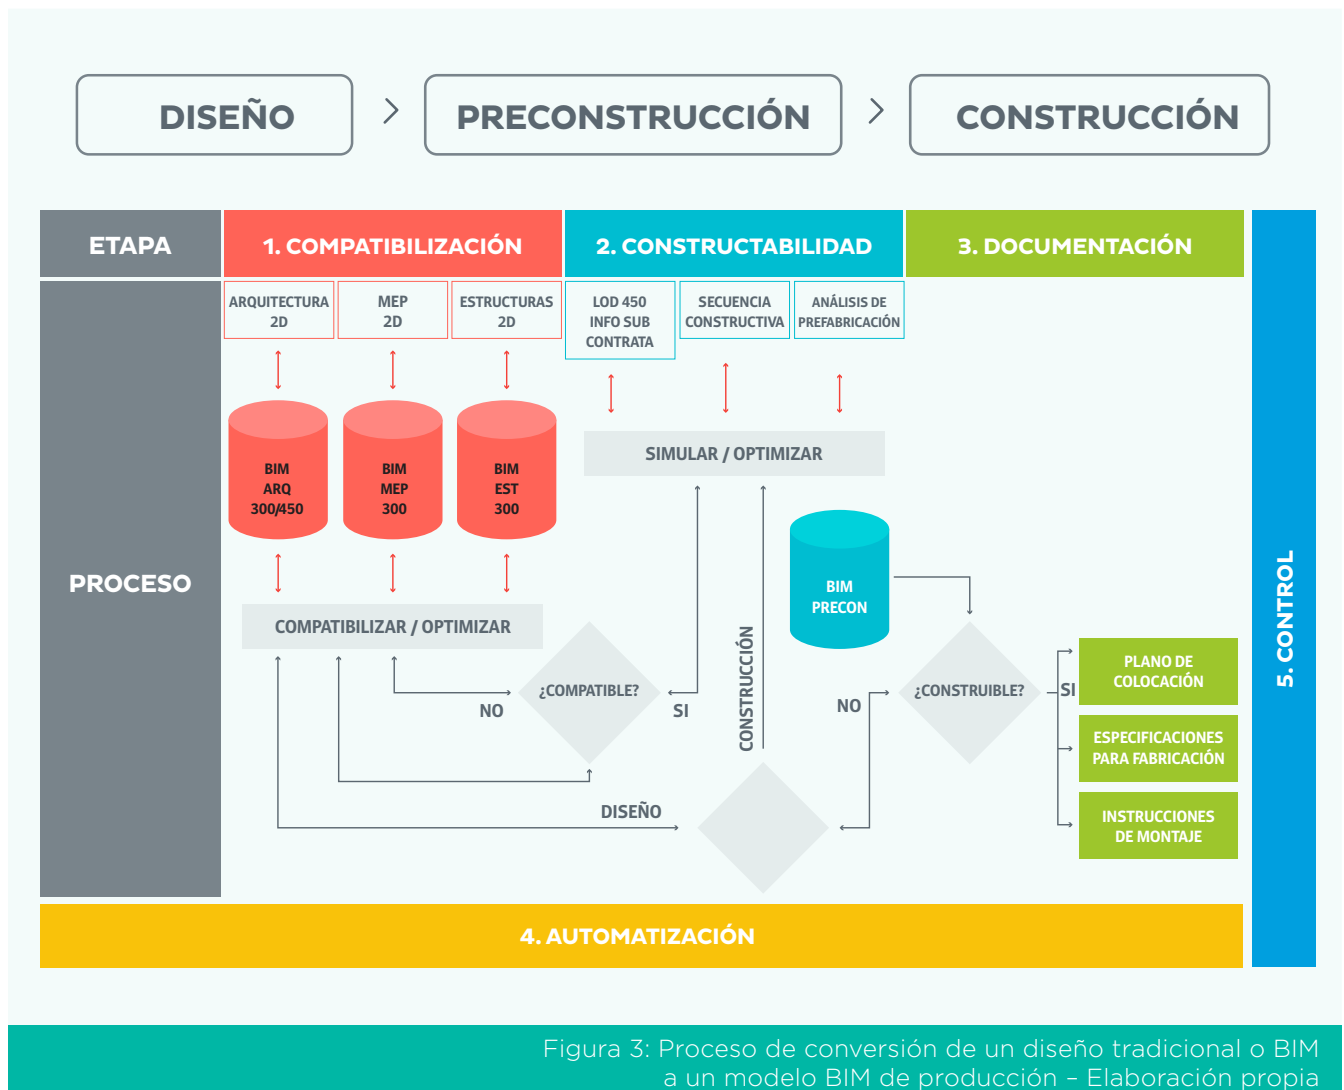 DISEÑO
PRECONSTRUCCIÓN
CONSTRUCCIÓN
ETAPA
1. COMPATIBILIZACIÓN
2. CONSTRUCTABILIDAD
3. DOCUMENTACIÓN
PROCESO
ARQUITECTURA
2D
MEP
2D
ESTRUCTURAS
2D
LOD 450
INFO SUB
CONTRATA
SECUENCIA
CONSTRUCTIVA
ANÁLISIS DE
PREFABRICACIÓN
BIM
ARQ
300/450
BIM
MEP
300
BIM
EST
300
SIMULAR / OPTIMIZAR
BIM
PRECON
COMPATIBILIZAR / OPTIMIZAR
¿COMPATIBLE?
NO
SI
CONSTRUCCIÓN
DISEÑO
NO
¿CONSTRUIBLE?
SI
PLANO DE
COLOCACIÓN
ESPECIFICACIONES
PARA FABRICACIÓN
INSTRUCCIONES
DE MONTAJE
5. CONTROL
4. AUTOMATIZACIÓN
Figura 3: Proceso de conversión de un diseño tradicional o BIM
a un modelo BIM de producción – Elaboración propia